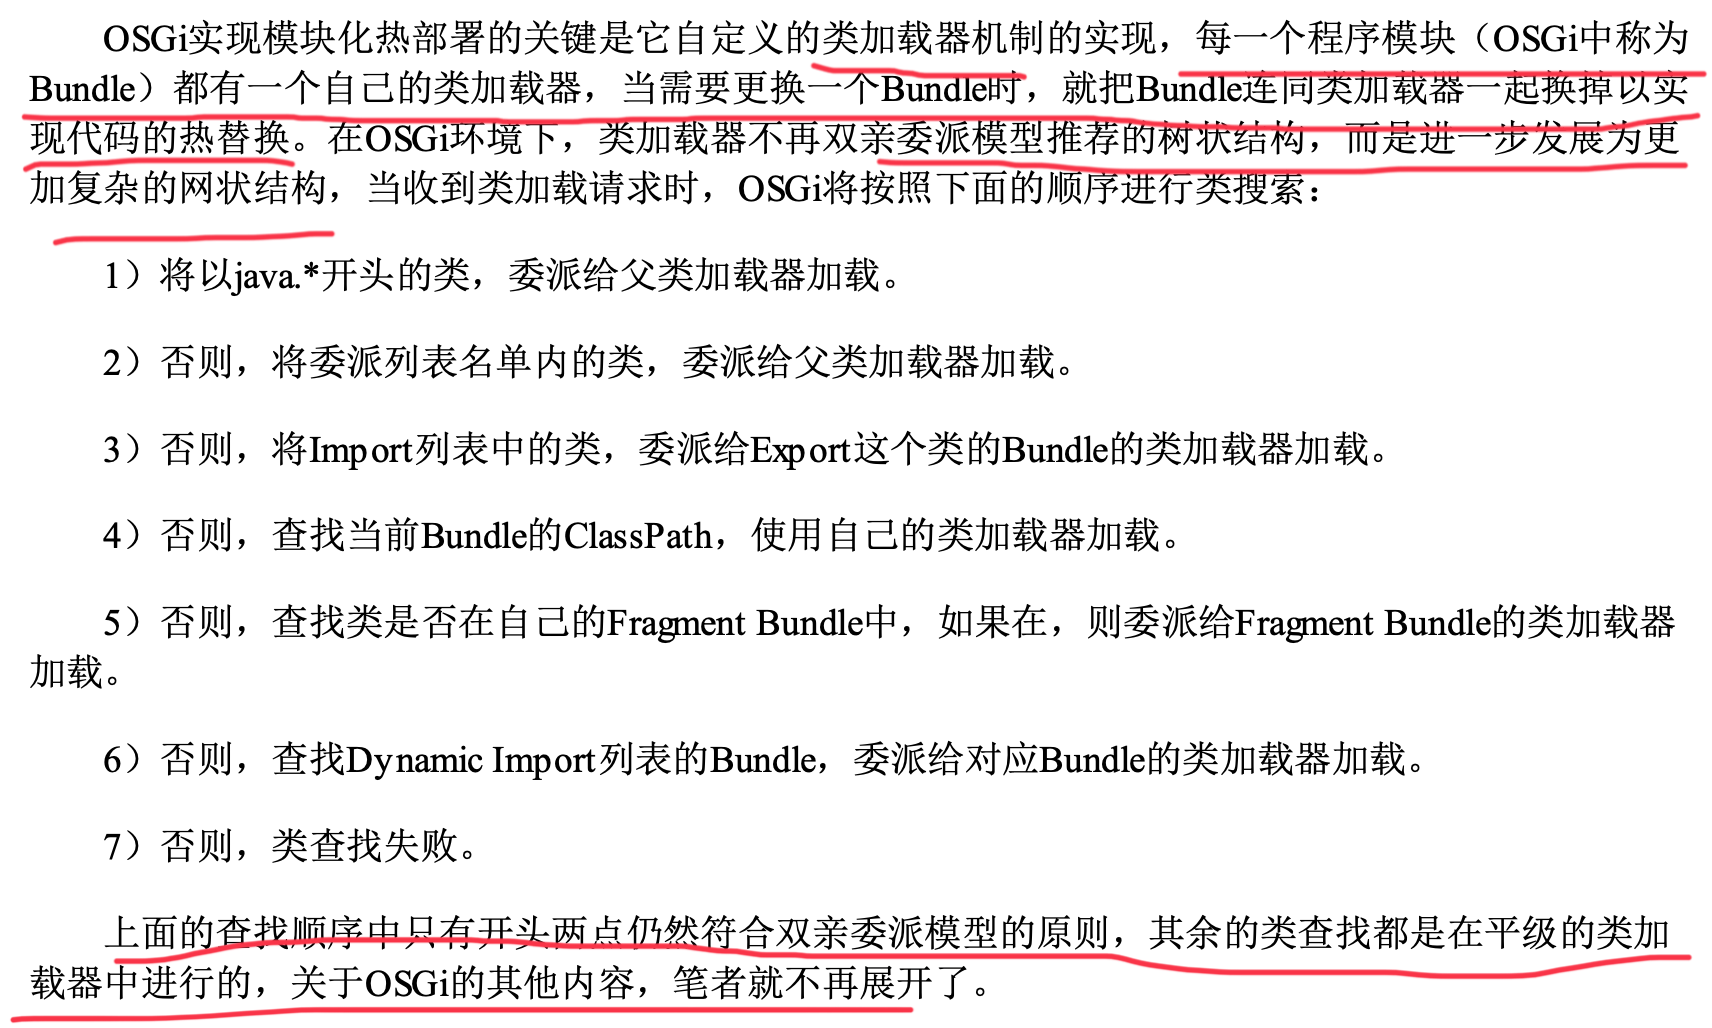 OSGi实现模块化热部署的关键是它自定义的类加载器机制的实现，每一个程序模块（OSGi中称为
Bundle）都有一个自己的类加载器，当需要更换一个Bundle时，就把Bundle连同类加载器一起换掉以实
现代码的热替换。在OSGi环境下，类加载器不再双亲委派模型推荐的树状结构，而是进一步发展为更
加复杂的网状结构，当收到类加载请求时，OSGi将按照下面的顺序进行类搜索：
1）将以java.*开头的类，委派给父类加载器加载。
2）否则，将委派列表名单内的类，委派给父类加载器加载。
3）否则，将Import列表中的类，委派给Export这个类的Bundle的类加载器加载。
4）否则，查找当前Bundle的ClassPath，使用自己的类加载器加载。
5）否则，查找类是否在自己的Fragment Bundle中，如果在，则委派给Fragment Bundle的类加载器
加载。
6）否则，查找Dynamic Import列表的Bundle，委派给对应Bundle的类加载器加载。
7）否则，类查找失败。
上面的查找顺序中只有开头两点仍然符合双亲委派模型的原则，其余的类查找都是在平级的类加
载器中进行的，关于OSGi的其他内容，笔者就不再展开了。